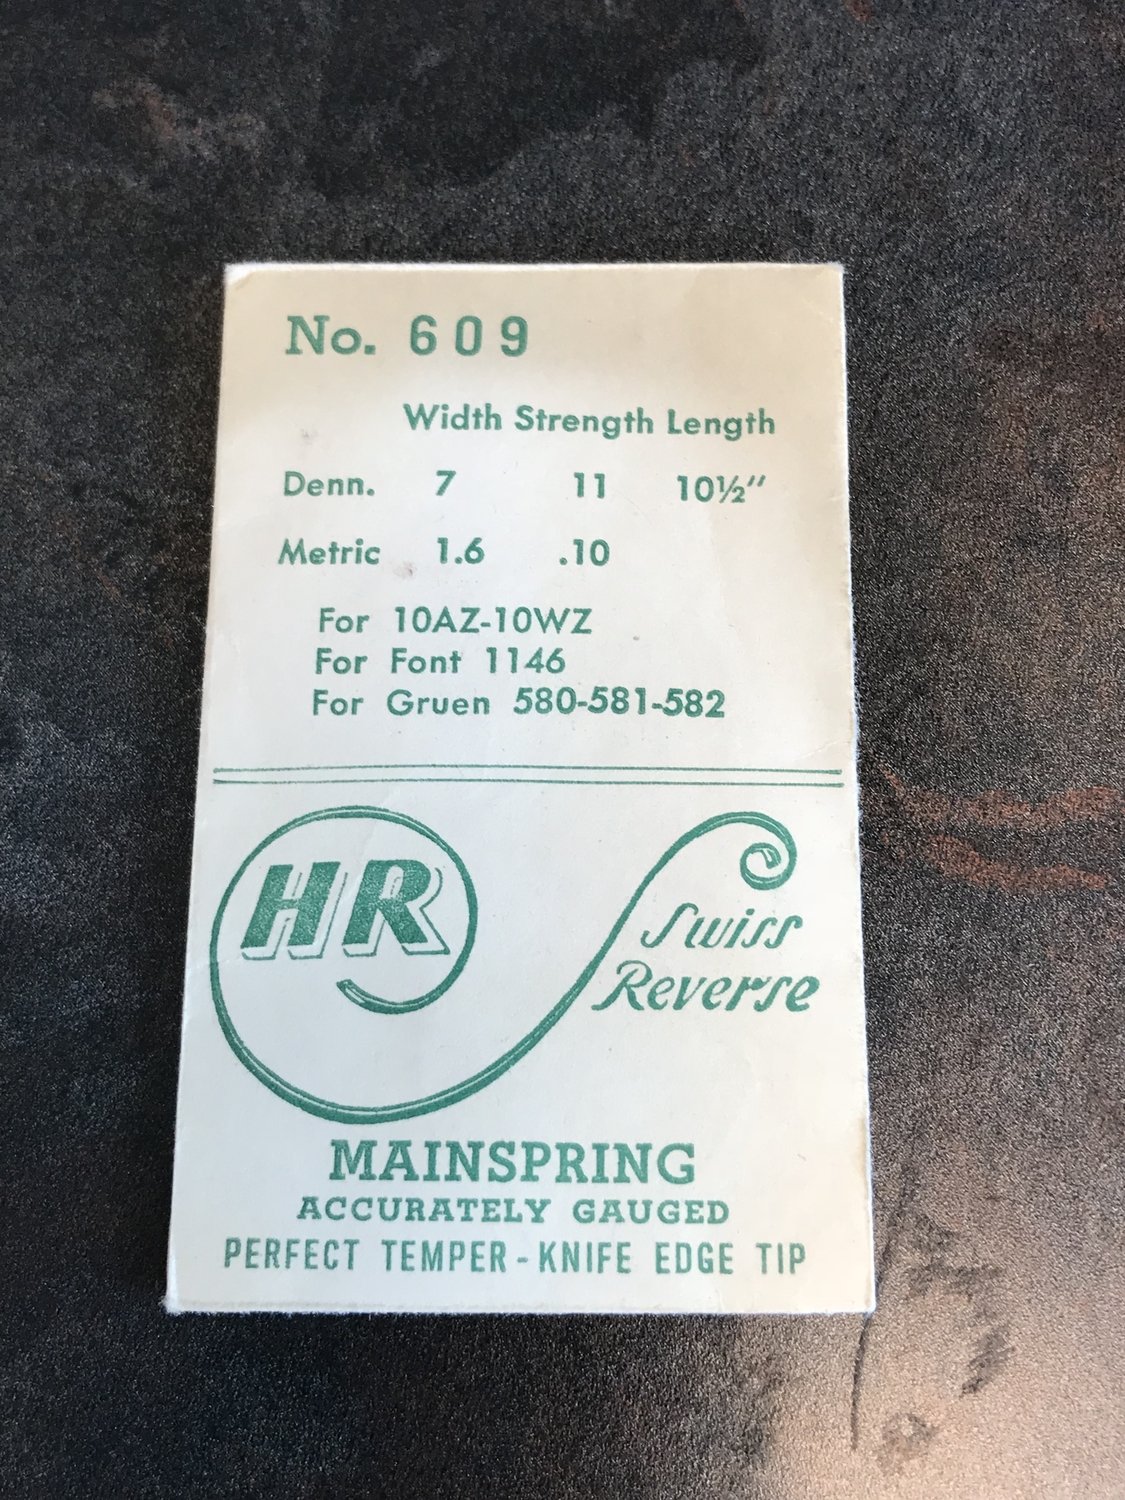 No. 609
Width Strength Length
Denn. 7 11 10½"
Metric 1.6 .10
For 10AZ-10WZ
For Font 1146
For Gruen 580-581-582
HR
Swiss
Reverse
MAINSPRING
ACCURATELY GAUGED
PERFECT TEMPER - KNIFE EDGE TIP